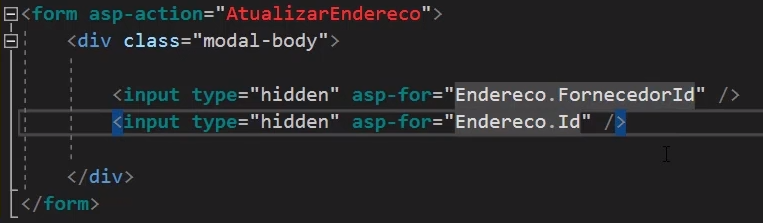 <form asp-action="AtualizarEndereco">
<div class="modal-body">
<input type="hidden" asp-for="Endereco.FornecedorId" />
<input type="hidden" asp-for="Endereco.Id" />
</div>
</form>